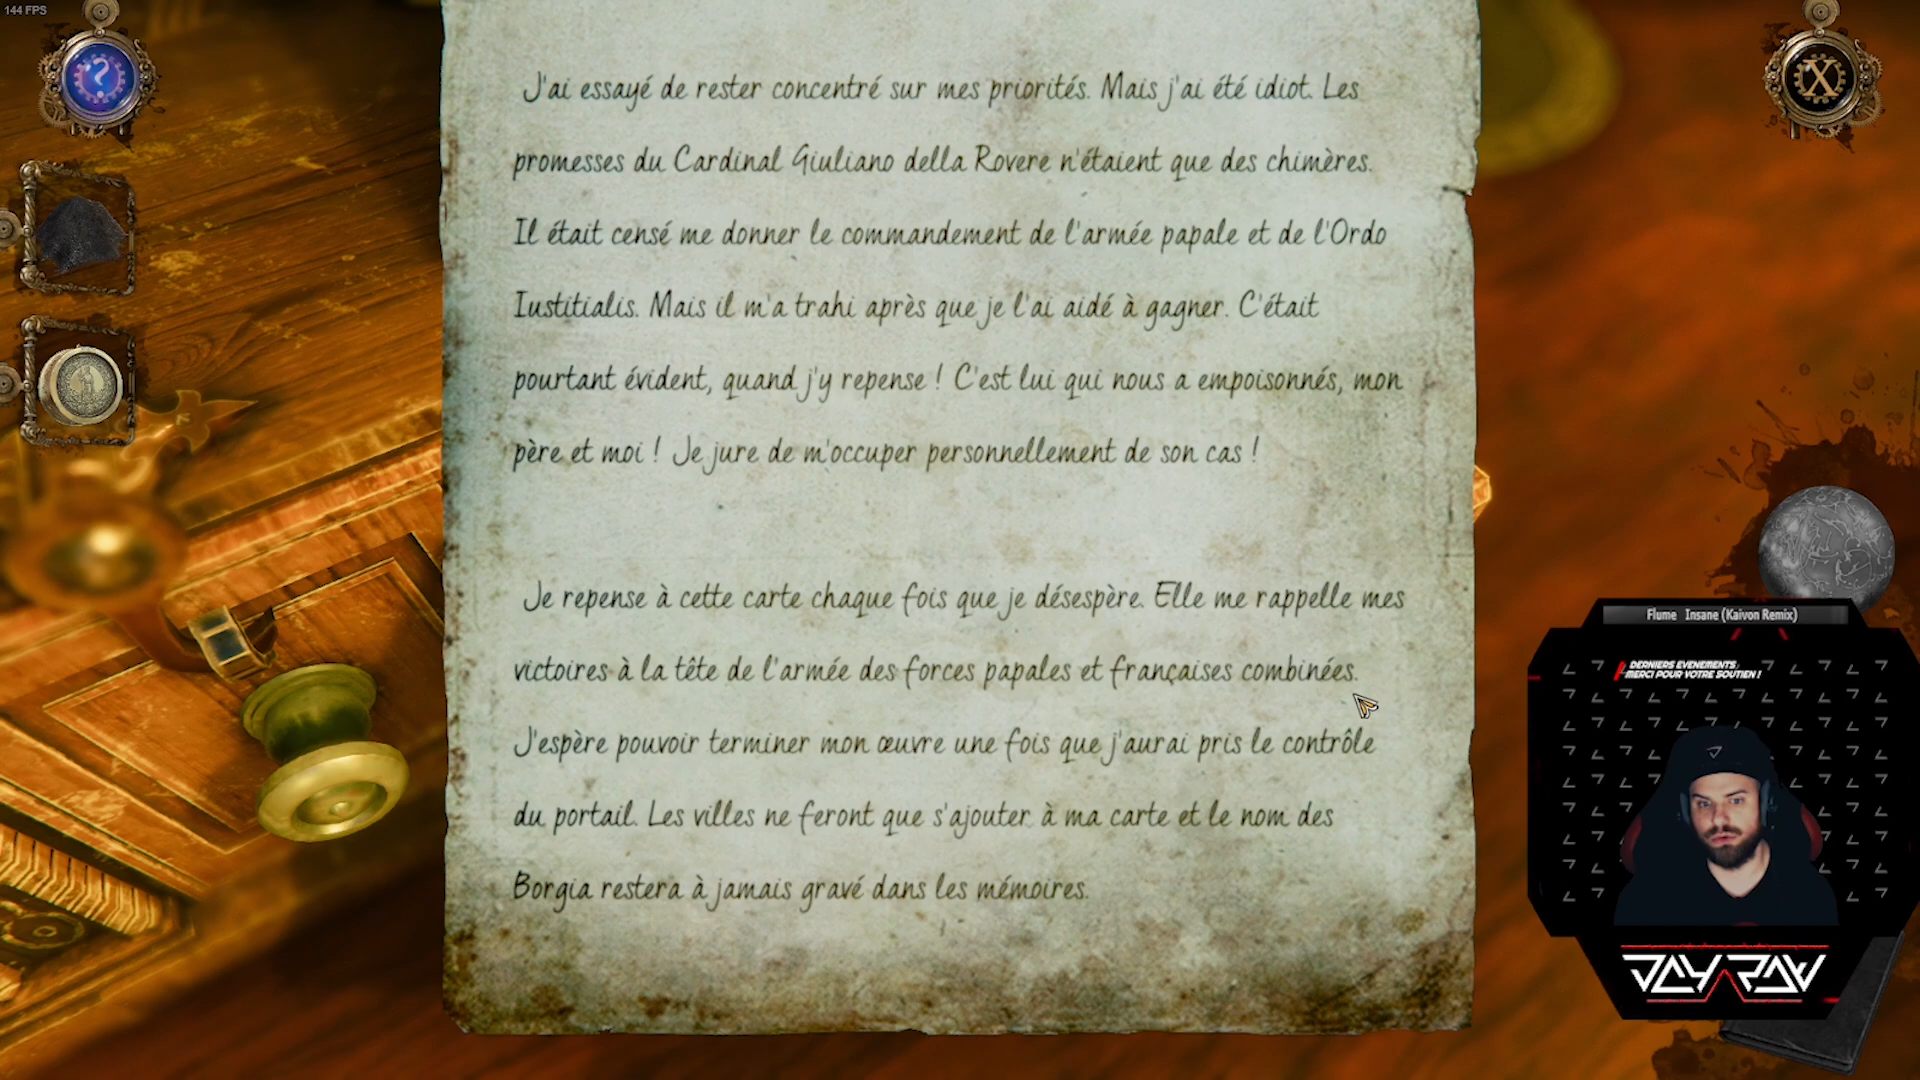 144 FPS
J'ai essayé de rester concentré sur mes priorités. Mais j'ai été idiot. Les
promesses du Cardinal Giuliano della Rovere n'étaient que des chimères.
Il était censé me donner le commandement de l'armée papale et de l'Ordo
Iustitialis. Mais il m'a trahi après que je l'ai aidé à gagner. C'était
pourtant évident, quand j'y repense ! C'est lui qui nous a empoisonnés, mon
père et moi ! Je jure de m'occuper personnellement de son cas !
Je repense à cette carte chaque fois que je désespère. Elle me rappelle mes
victoires à la tête de l'armée des forces papales et françaises combinées.
J'espère pouvoir terminer mon œuvre une fois que j'aurai pris le contrôle
du portail. Les villes ne feront que s'ajouter à ma carte et le nom des
Borgia restera à jamais gravé dans les mémoires.
Flume Insane (Kaivon Remix)
DERNIERS EVENEMENTS
MERCI POUR VOTRE SOUTIEN !
JAYRAW